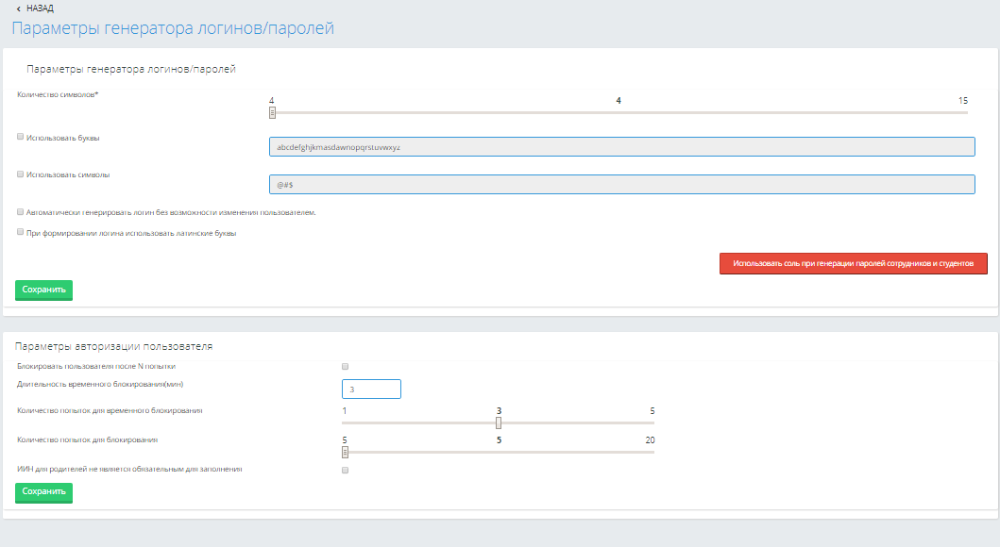 НАЗАД
Параметры генератора логинов/паролей
Параметры генератора логинов/паролей
Количество символов*
4 4 15
Использовать буквы
abcdefghjkmasdawnopqrstuvwxyz
Использовать символы
@#$
Автоматически генерировать логин без возможности изменения пользователем.
При формировании логина использовать латинские буквы
Использовать соль при генерации паролей сотрудников и студентов
Сохранить
Параметры авторизации пользователя
Блокировать пользователя после N попытки
Длительность временного блокирования(мин)
3
Количество попыток для временного блокирования
1 3 5
Количество попыток для блокирования
5 5 20
ИИН для родителей не является обязательным для заполнения
Сохранить